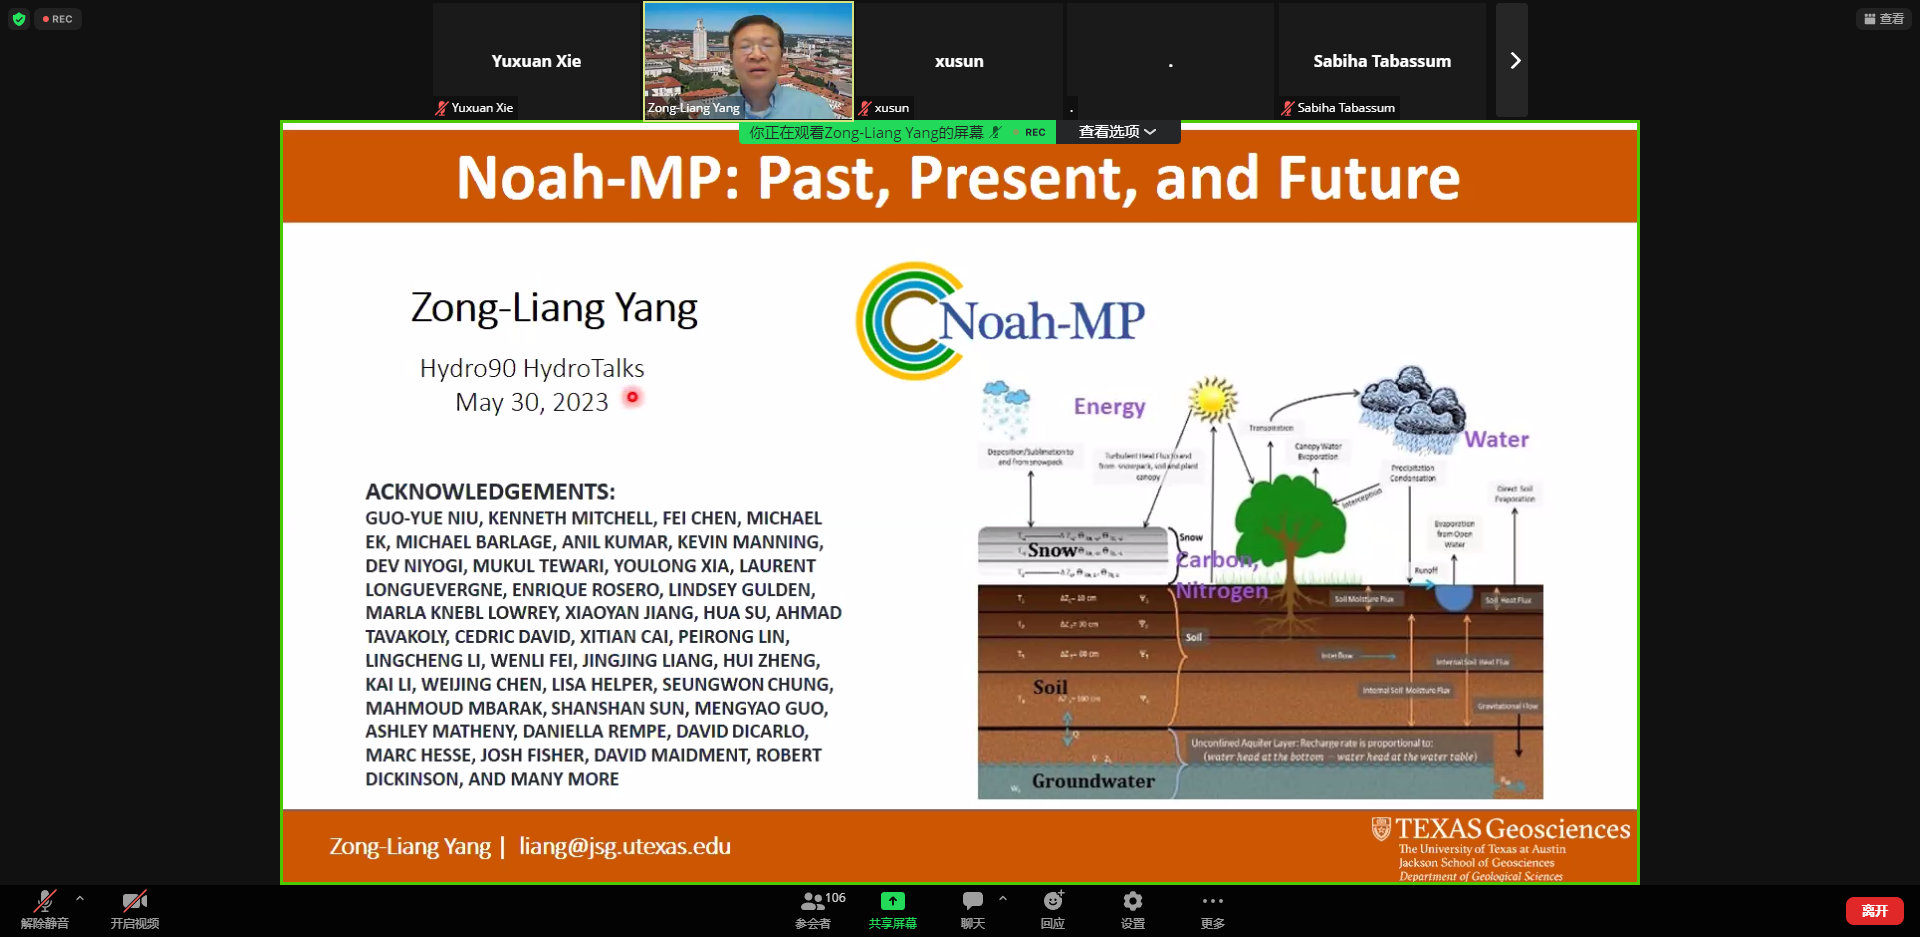 REC
查看
Yuxuan Xie
xusun
.
Sabiha Tabassum
Yuxuan Xie
Zong-Liang Yang
xusun
.
Sabiha Tabassum
你正在观看Zong-Liang Yang的屏幕
REC
查看选项
Noah-MP: Past, Present, and Future
Zong-Liang Yang
Hydro90 HydroTalks
May 30, 2023
Noah-MP
ACKNOWLEDGEMENTS:
GUO-YUE NIU, KENNETH MITCHELL, FEI CHEN, MICHAEL
EK, MICHAEL BARLAGE, ANIL KUMAR, KEVIN MANNING,
DEV NIYOGI, MUKUL TEWARI, YOULONG XIA, LAURENT
LONGUEVERGNE, ENRIQUE ROSERO, LINDSEY GULDEN,
MARLA KNEBL LOWREY, XIAOYAN JIANG, HUA SU, AHMAD
TAVAKOLY, CEDRIC DAVID, XITIAN CAI, PEIRONG LIN,
LINGCHENG LI, WENLI FEI, JINGJING LIANG, HUI ZHENG,
KAI LI, WEIJING CHEN, LISA HELPER, SEUNGWON CHUNG,
MAHMOUD MBARAK, SHANSHAN SUN, MENGYAO GUO,
ASHLEY MATHENY, DANIELLA REMPE, DAVID DICARLO,
MARC HESSE, JOSH FISHER, DAVID MAIDMENT, ROBERT
DICKINSON, AND MANY MORE
Energy
Water
Transpiration
Canopy Water
Evaporation
Deposition/Sublimation to
and from snowpack
Turbulent Heat Flux to and
from snowpack, soil and plant
canopy
Precipitation
Condensation
Interception
Direct Soil
Evaporation
Evaporation
from Open
Water
Snow
Snow
Carbon,
Nitrogen
Runoff
Soil Moisture Flux
Soil Heat Flux
Soil
Interflow
Internal Soil Heat Flux
Soil
Internal Soil Moisture Flux
Gravitational Flow
Unconfined Aquifer Layer: Recharge rate is proportional to:
(water head at the bottom – water head at the water table)
Groundwater
Zong-Liang Yang | liang@jsg.utexas.edu
TEXAS Geosciences
The University of Texas at Austin
Jackson School of Geosciences
Department of Geological Sciences
解除静音
开启视频
106
参会者
共享屏幕
聊天
回应
设置
更多
离开